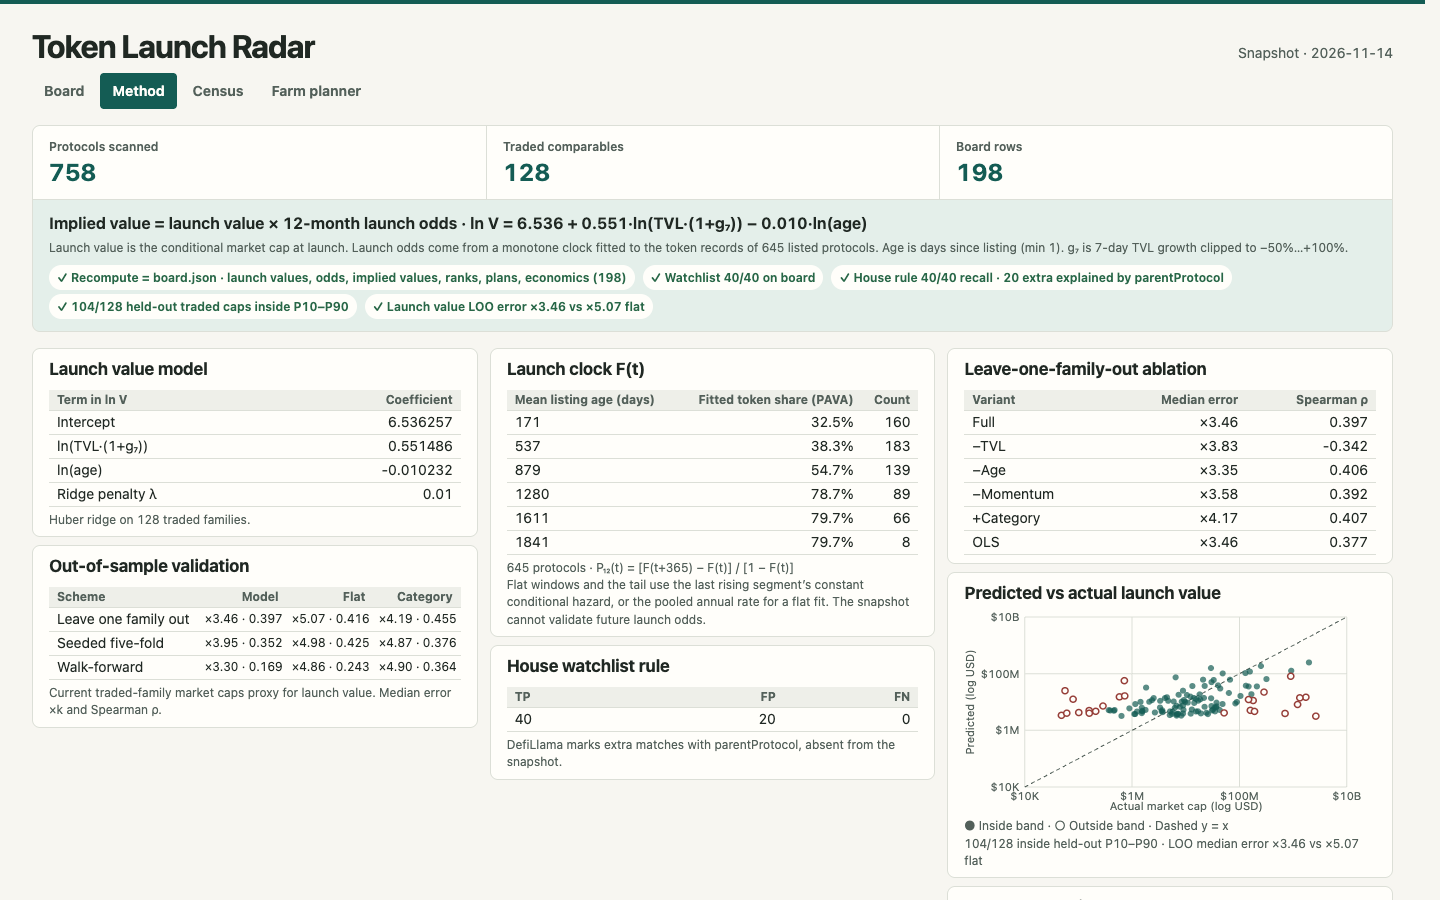 Token Launch Radar
Snapshot · 2026-11-14
Board Method Census Farm planner
Protocols scanned
758
Traded comparables
128
Board rows
198
Implied value = launch value × 12-month launch odds · ln V = 6.536 + 0.551·ln(TVL·(1+g₇)) − 0.010·ln(age)
Launch value is the conditional market cap at launch. Launch odds come from a monotone clock fitted to the token records of 645 listed protocols. Age is days since listing (min 1). g₇ is 7-day TVL growth clipped to −50%…+100%.
✓ Recompute = board.json · launch values, odds, implied values, ranks, plans, economics (198)
✓ Watchlist 40/40 on board
✓ House rule 40/40 recall · 20 extra explained by parentProtocol
✓ 104/128 held-out traded caps inside P10–P90
✓ Launch value LOO error ×3.46 vs ×5.07 flat
Launch value model
Term in ln V Coefficient
Intercept 6.536257
ln(TVL·(1+g₇)) 0.551486
ln(age) -0.010232
Ridge penalty λ 0.01
Huber ridge on 128 traded families.
Out-of-sample validation
Scheme Model Flat Category
Leave one family out ×3.46 · 0.397 ×5.07 · 0.416 ×4.19 · 0.455
Seeded five-fold ×3.95 · 0.352 ×4.98 · 0.425 ×4.87 · 0.376
Walk-forward ×3.30 · 0.169 ×4.86 · 0.243 ×4.90 · 0.364
Current traded-family market caps proxy for launch value. Median error
×k and Spearman ρ.
Launch clock F(t)
Mean listing age (days) Fitted token share (PAVA) Count
171 32.5% 160
537 38.3% 183
879 54.7% 139
1280 78.7% 89
1611 79.7% 66
1841 79.7% 8
645 protocols · P₁₂(t) = [F(t+365) − F(t)] / [1 − F(t)]
Flat windows and the tail use the last rising segment's constant
conditional hazard, or the pooled annual rate for a flat fit. The snapshot
cannot validate future launch odds.
House watchlist rule
TP FP FN
40 20 0
DefiLlama marks extra matches with parentProtocol, absent from the
snapshot.
Leave-one-family-out ablation
Variant Median error Spearman ρ
Full ×3.46 0.397
−TVL ×3.83 -0.342
−Age ×3.35 0.406
−Momentum ×3.58 0.392
+Category ×4.17 0.407
OLS ×3.46 0.377
Predicted vs actual launch value
Predicted (log USD)
$10B
$100M
$1M
$10K
$10K $1M $100M $10B
Actual market cap (log USD)
Inside band · Outside band · Dashed y = x
104/128 inside held-out P10–P90 · LOO median error ×3.46 vs ×5.07
flat